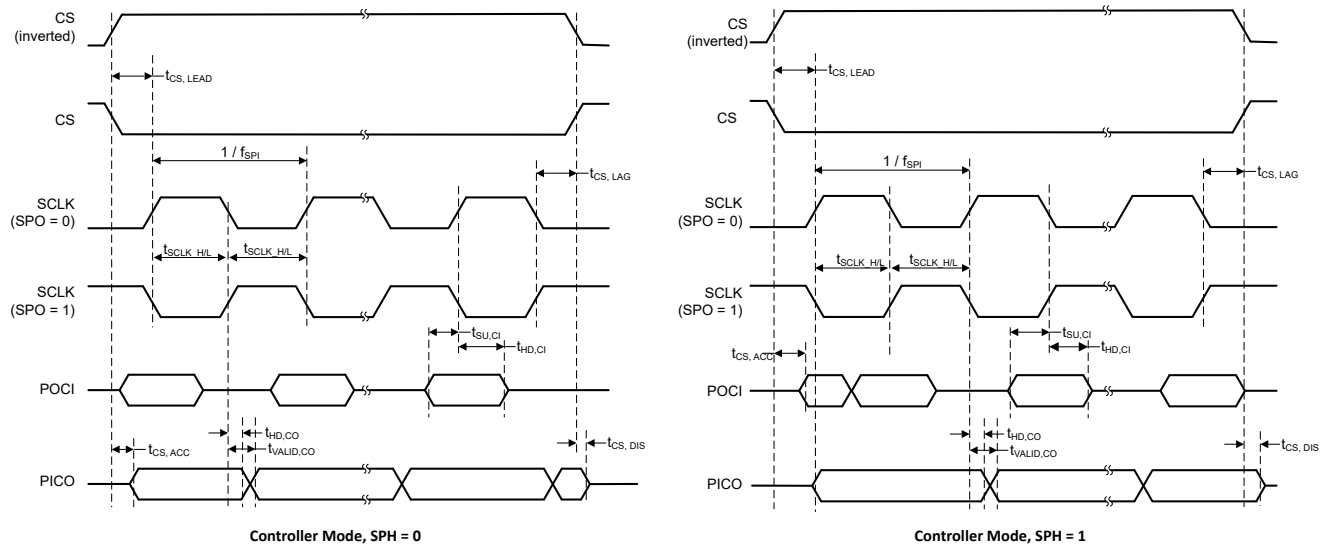 CS
(inverted)
tCS, LEAD
CS
1 / fSPI
tCS, LAG
SCLK
(SPO = 0)
tSCLK_H/L
tSCLK_H/L
SCLK
(SPO = 1)
tSU,CI
tHD,CI
POCI
tHD,CO
tCS, ACC
tVALID,CO
tCS, DIS
PICO
Controller Mode, SPH = 0
CS
(inverted)
tCS, LEAD
CS
1 / fSPI
tCS, LAG
SCLK
(SPO = 0)
tSCLK_H/L
tSCLK_H/L
SCLK
(SPO = 1)
tSU,CI
tCS, ACC
tHD,CI
POCI
tHD,CO
tVALID,CO
tCS, DIS
PICO
Controller Mode, SPH = 1